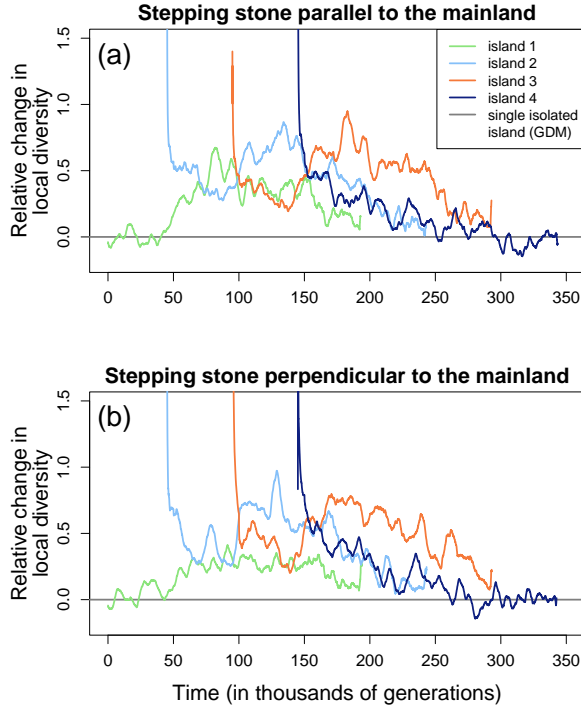 Stepping stone parallel to the mainland
(a)
Relative change in
local diversity
1.5
1.0
0.5
0.0
island 1
island 2
island 3
island 4
single isolated
island (GDM)
0 50 100 150 200 250 300 350
Stepping stone perpendicular to the mainland
(b)
Relative change in
local diversity
1.5
1.0
0.5
0.0
0 50 100 150 200 250 300 350
Time (in thousands of generations)